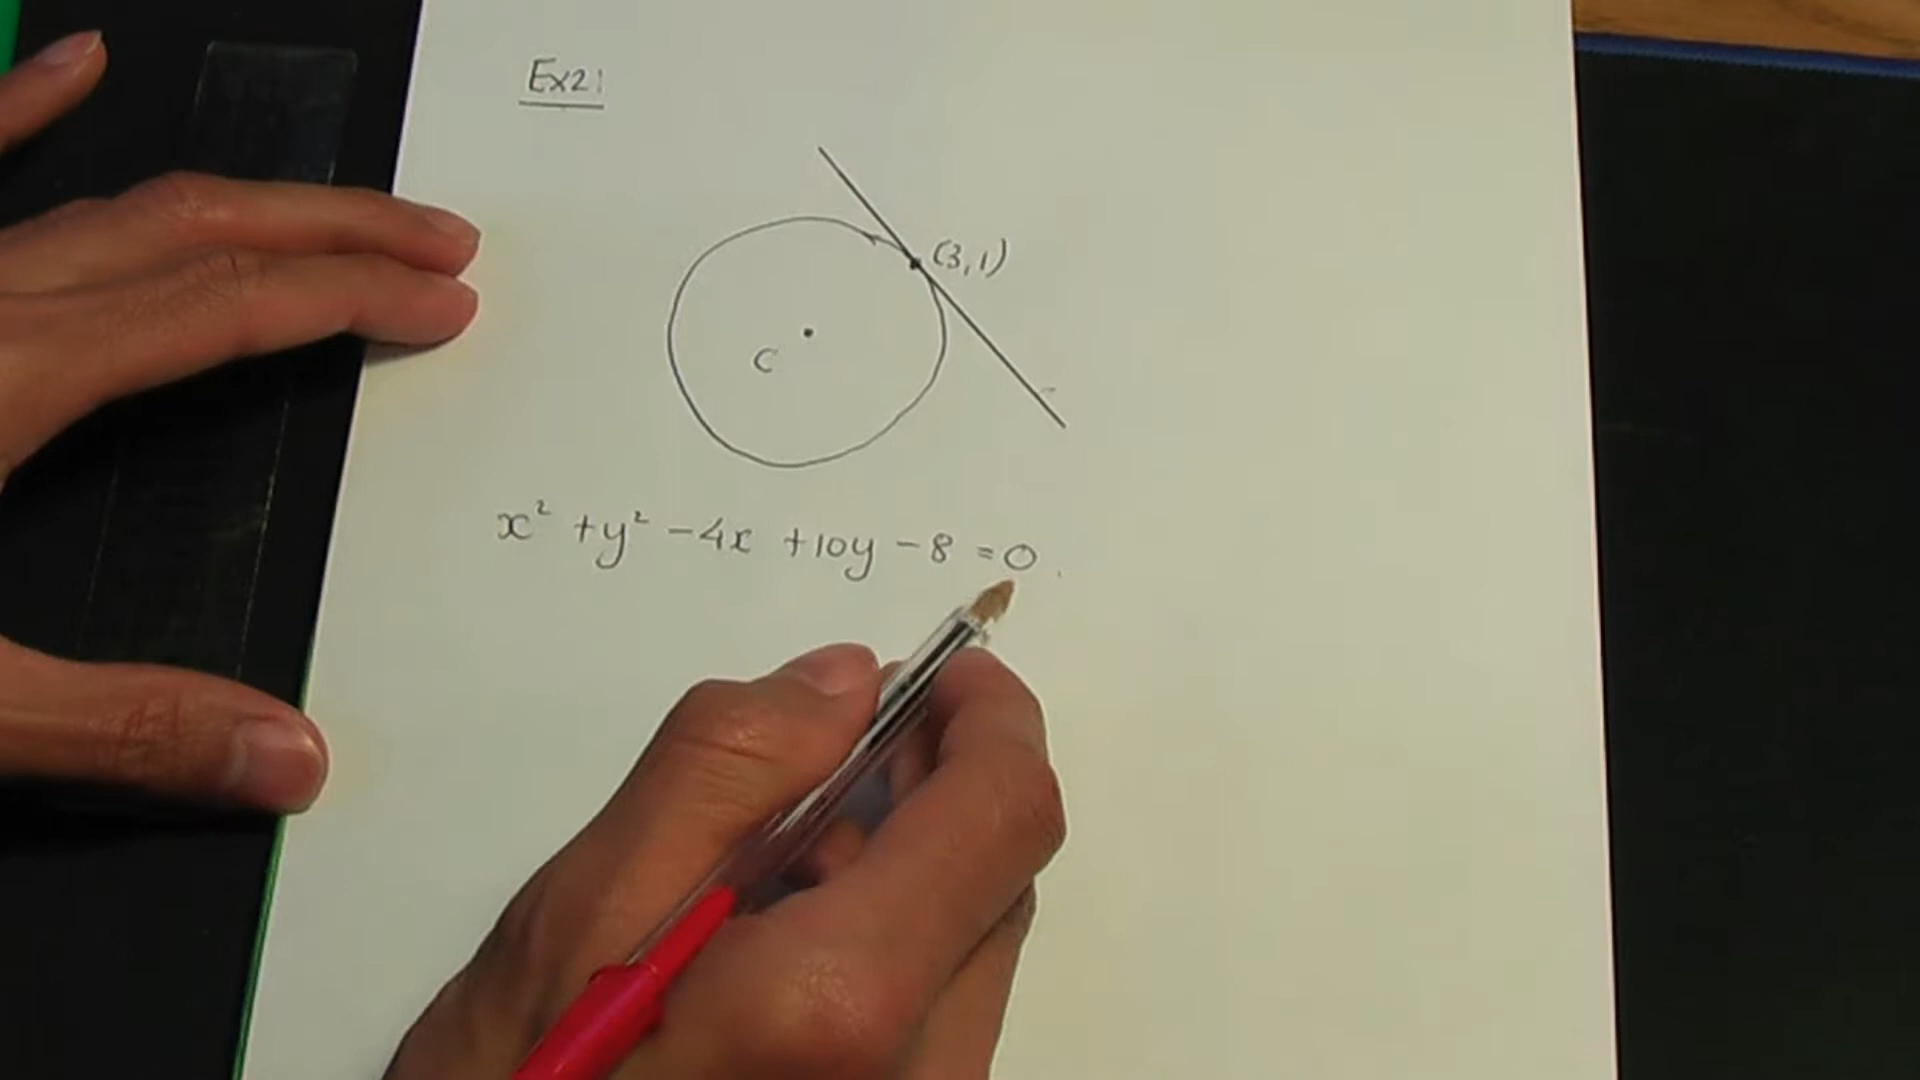 Ex2:
(3,1)
C
x² + y² - 4x + 10y - 8 = 0.